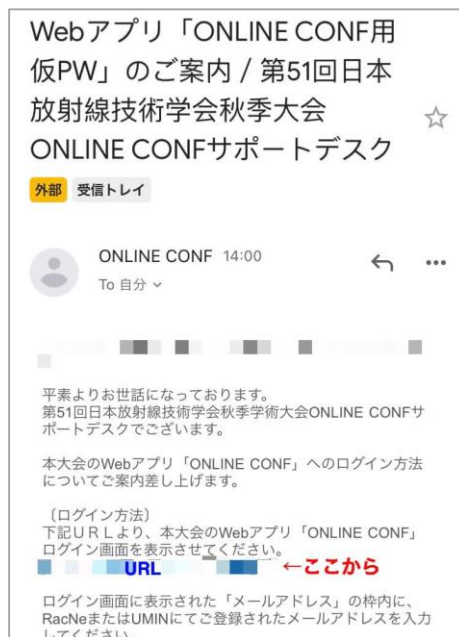 Webアプリ「ONLINE CONF用
仮PW」のご案内 / 第51回日本
放射線技術学会秋季大会
ONLINE CONFサポートデスク
外部 受信トレイ
ONLINE CONF 14:00
To 自分
平素よりお世話になっております。
第51回日本放射線技術学会秋季学術大会ONLINE CONFサ
ポートデスクでございます。
本大会のWebアプリ「ONLINE CONF」へのログイン方法
についてご案内差し上げます。
〔ログイン方法〕
下記URLより、本大会のWebアプリ「ONLINE CONF」
ログイン画面を表示させてください。
URL ←ここから
ログイン画面に表示された「メールアドレス」の枠内に、
RacNeまたはUMINにてご登録されたメールアドレスを入力
してください